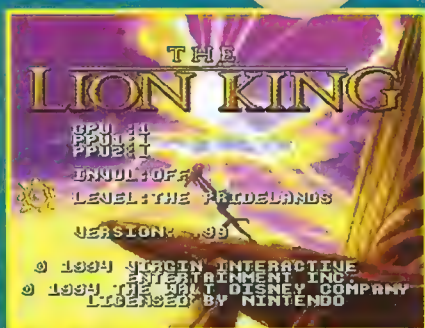 THE
LION KING
CPU :1
PPU1:1
PPU2:1
INVUL:OFF
LEVEL:THE PRIDELANDS
VERSION: .99
© 1994 VIRGIN INTERACTIVE
ENTERTAINMENT INC.
© 1994 THE WALT DISNEY COMPANY
LICENSED BY NINTENDO